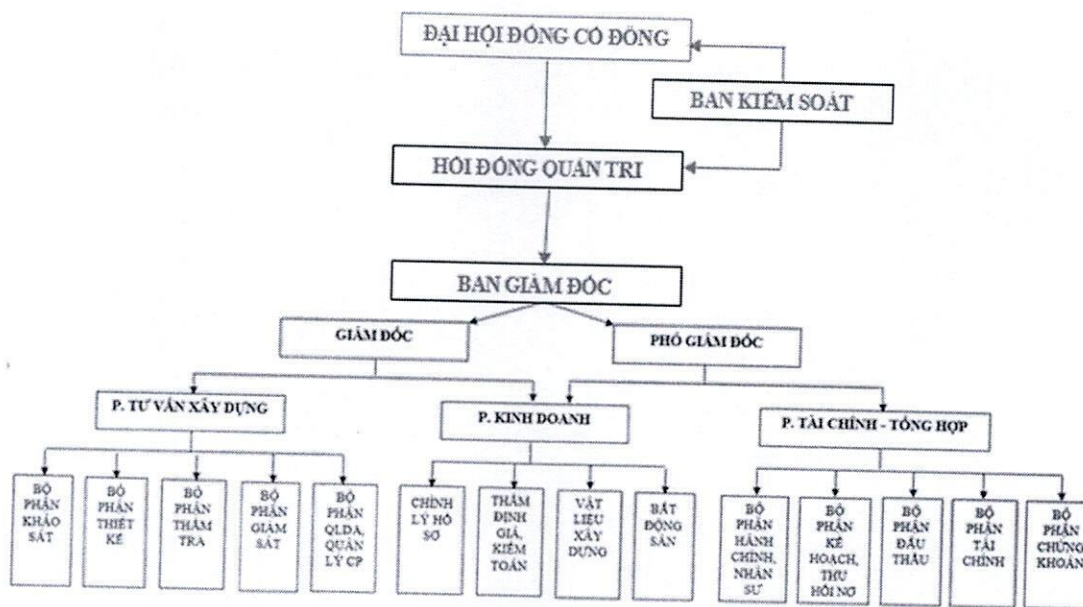 ĐẠI HỘI ĐỒNG CỔ ĐÔNG
BAN KIỂM SOÁT
HỘI ĐỒNG QUẢN TRỊ
BAN GIÁM ĐỐC
GIÁM ĐỐC
PHÓ GIÁM ĐỐC
P. TƯ VẤN XÂY DỰNG
P. KINH DOANH
P. TÀI CHÍNH - TỔNG HỢP
BỘ
PHẬN
KHẢO
SÁT
BỘ
PHẬN
THIẾT
KẾ
BỘ
PHẬN
THẨM
TRA
BỘ
PHẬN
GIÁM
SÁT
BỘ
PHẬN
QLDA,
QUẢN
LÝ CP
CHỈNH
LÝ HỒ
SƠ
THẨM
ĐỊNH
GIÁ,
KIỂM
TOÁN
VẬT
LIỆU
XÂY
DỰNG
BẤT
ĐỘNG
SẢN
BỘ
PHẬN
HÀNH
CHÍNH,
NHÂN
SỰ
BỘ
PHẬN
KẾ
HOẠCH,
THU
HỒI NỢ
BỘ
PHẬN
ĐẤU
THẦU
BỘ
PHẬN
TÀI
CHÍNH
BỘ
PHẬN
CHỨNG
KHOÁN